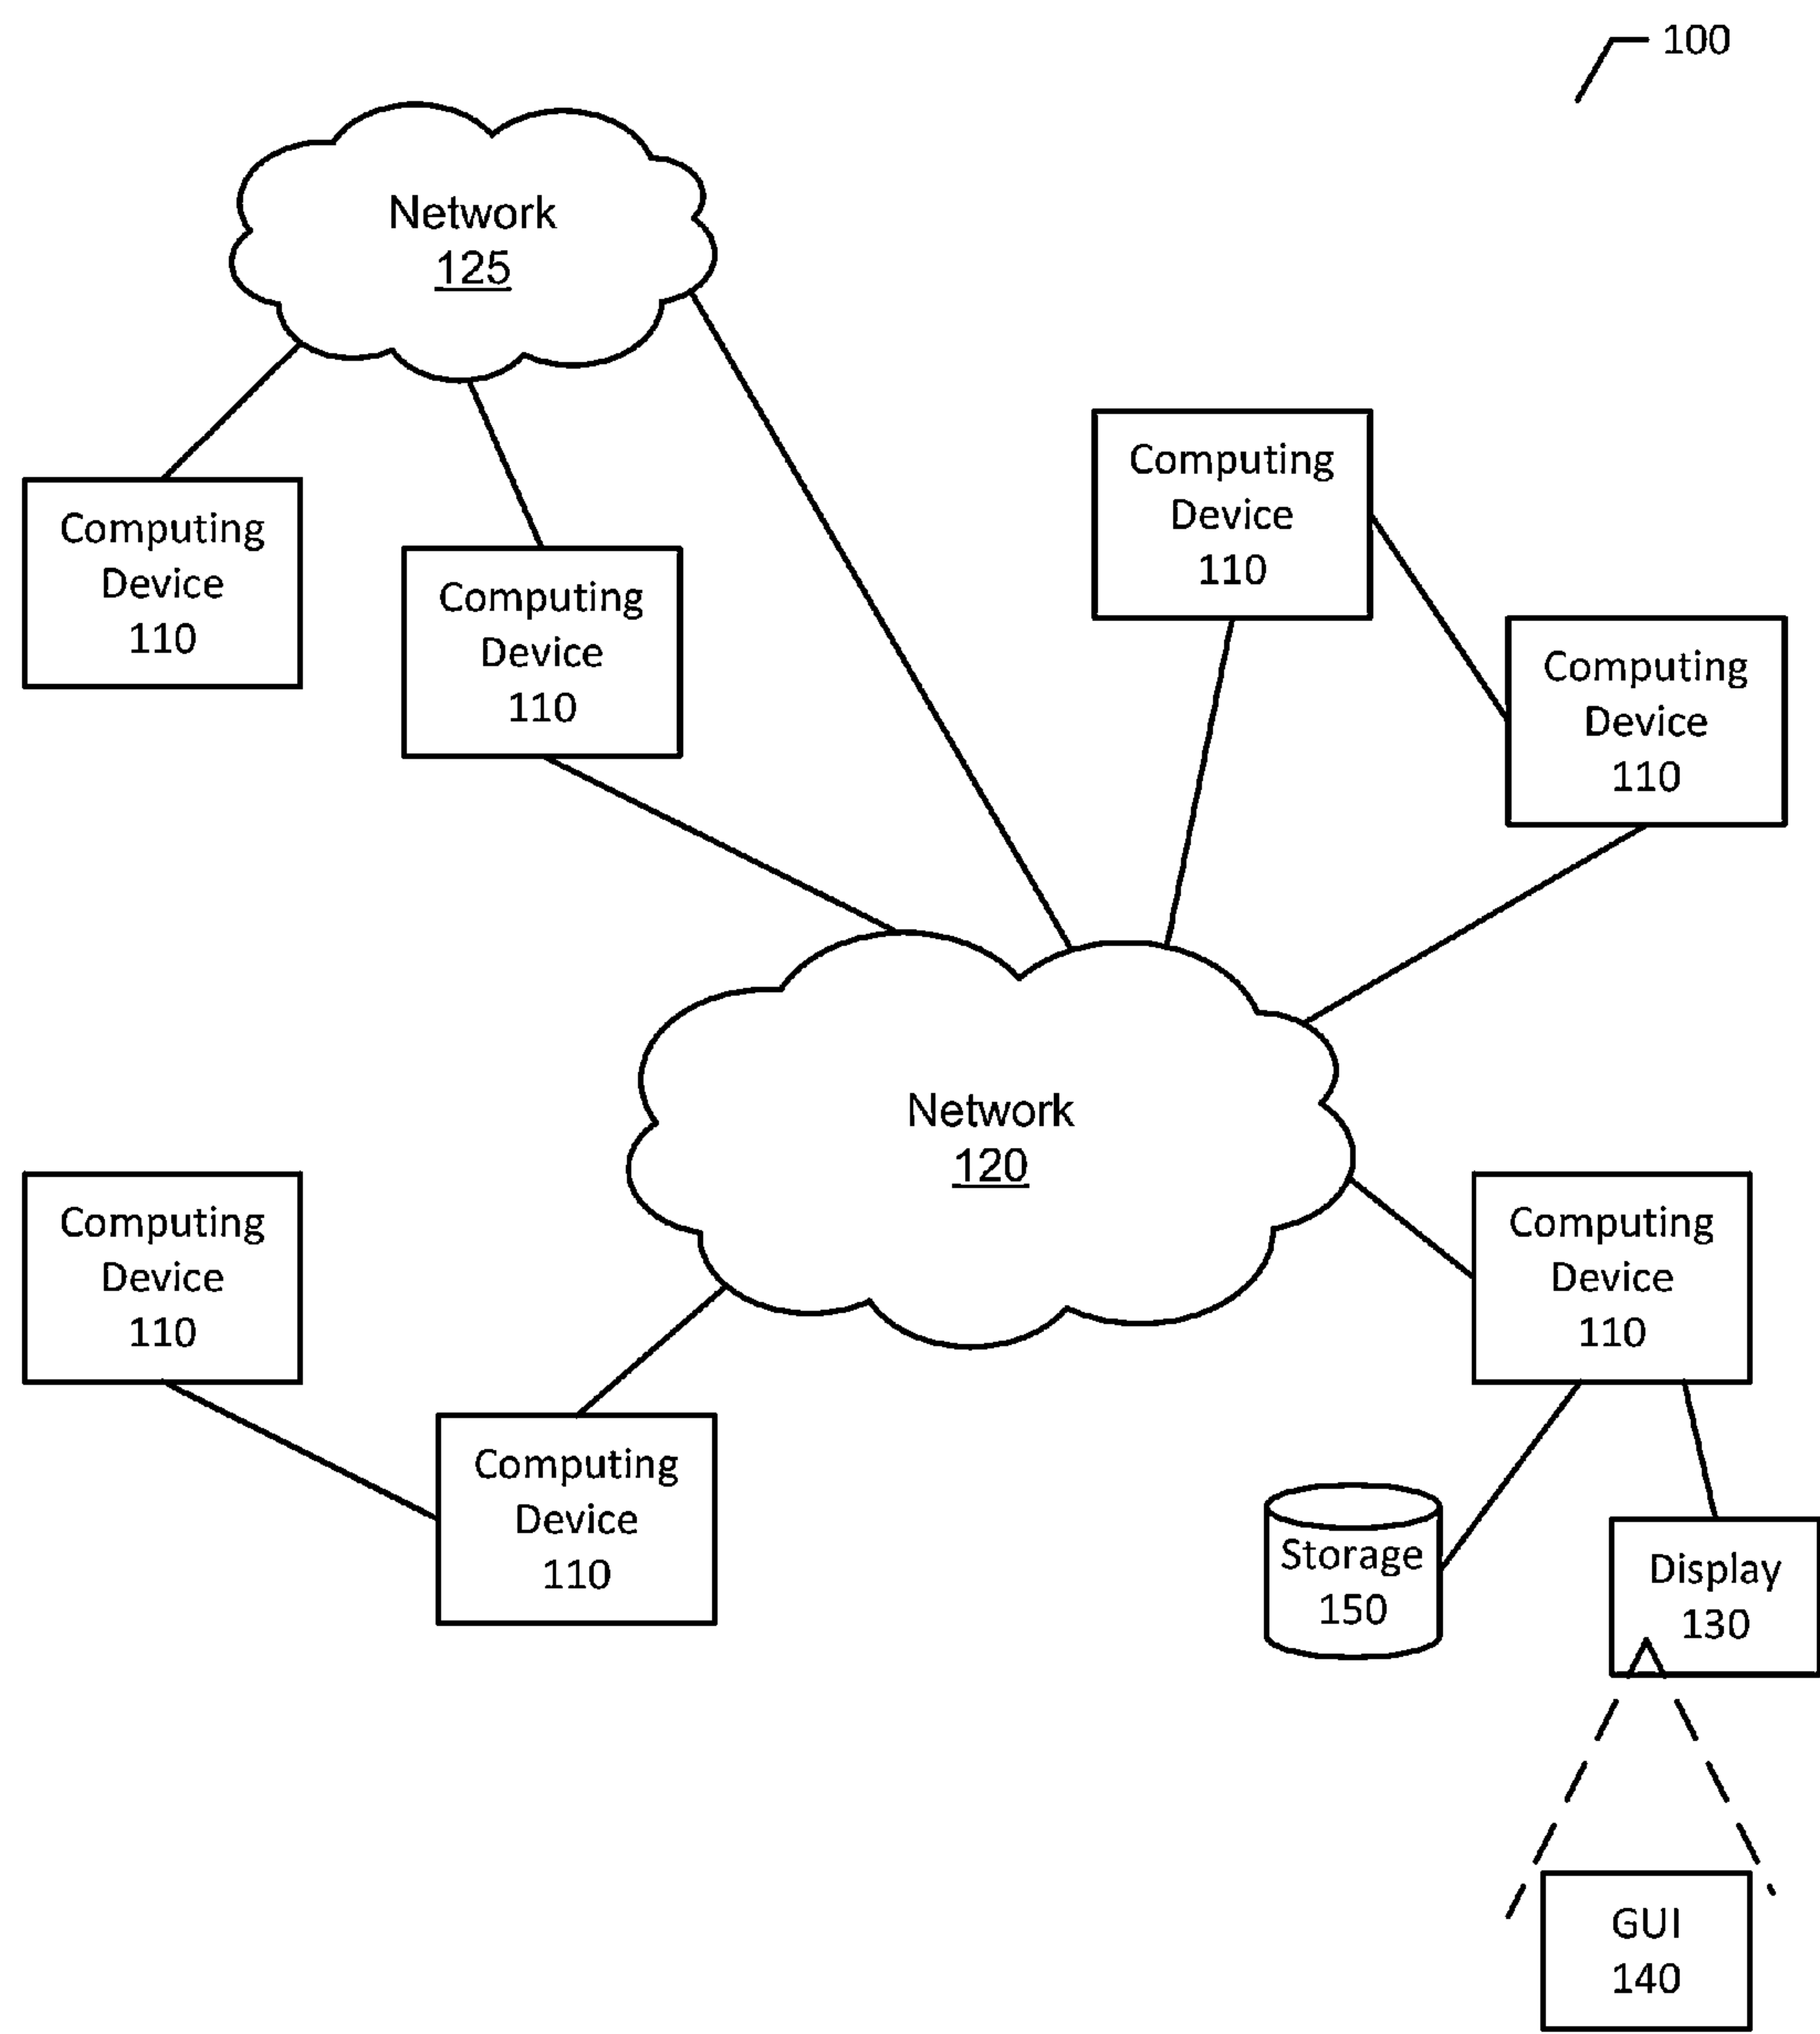 100
Network
125
Computing
Device
110
Computing
Device
110
Computing
Device
110
Computing
Device
110
Network
120
Computing
Device
110
Computing
Device
110
Computing
Device
110
Storage
150
Display
130
GUI
140